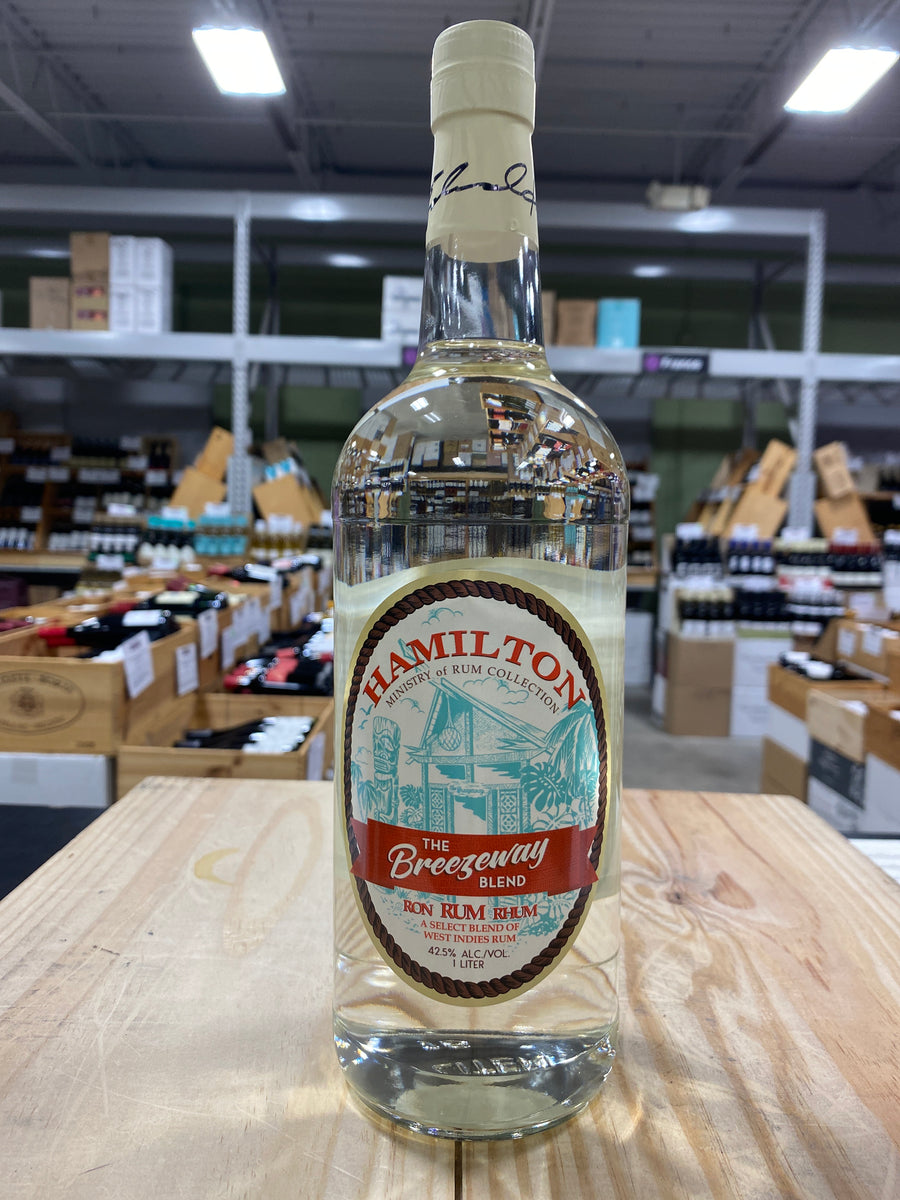 France
HAMILTON
MINISTRY of RUM COLLECTION
THE
Breezeway
BLEND
RON RUM RHUM
A SELECT BLEND OF
WEST INDIES RUM
42.5% ALC./VOL.
1 LITER